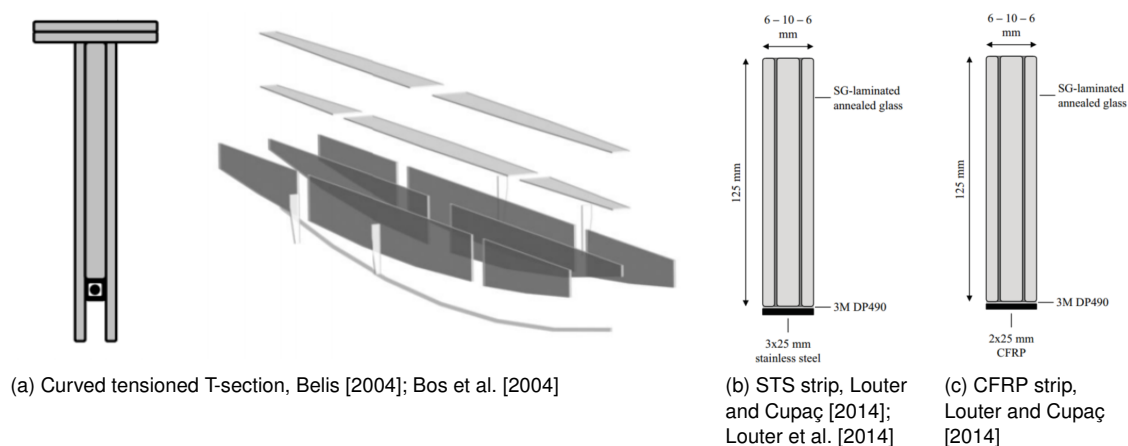 6 – 10 – 6
mm
SG-laminated
annealed glass
125 mm
3M DP490
3x25 mm
stainless steel
6 – 10 – 6
mm
SG-laminated
annealed glass
125 mm
3M DP490
2x25 mm
CFRP
(a) Curved tensioned T-section, Belis [2004]; Bos et al. [2004]
(b) STS strip, Louter
and Cupaç [2014];
Louter et al. [2014]
(c) CFRP strip,
Louter and Cupaç
[2014]